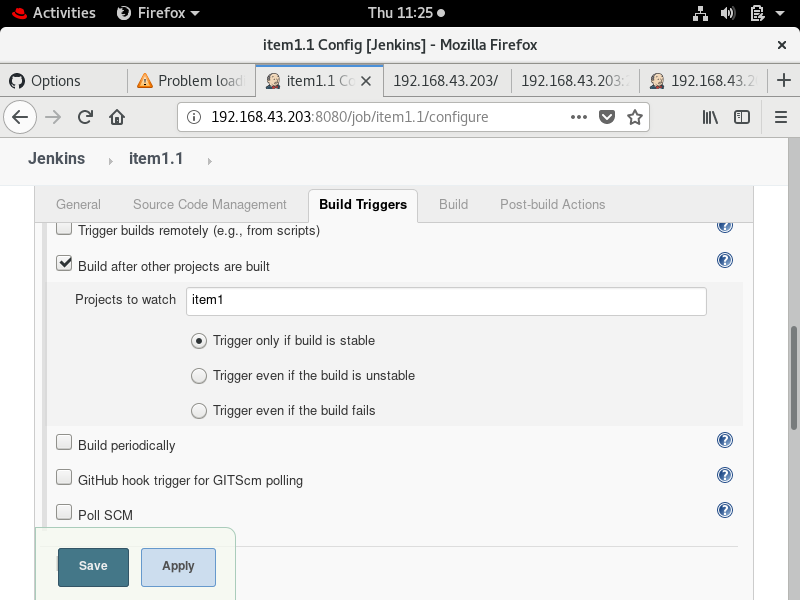 Activities Firefox Thu 11:25
item1.1 Config [Jenkins] - Mozilla Firefox
Options Problem load item1.1 Co 192.168.43.203/ 192.168.43.203: 192.168.43.2
192.168.43.203:8080/job/item1.1/configure
Jenkins item1.1
General Source Code Management Build Triggers Build Post-build Actions
Trigger builds remotely (e.g., from scripts)
Build after other projects are built
Projects to watch item1
Trigger only if build is stable
Trigger even if the build is unstable
Trigger even if the build fails
Build periodically
GitHub hook trigger for GITScm polling
Poll SCM
Save Apply